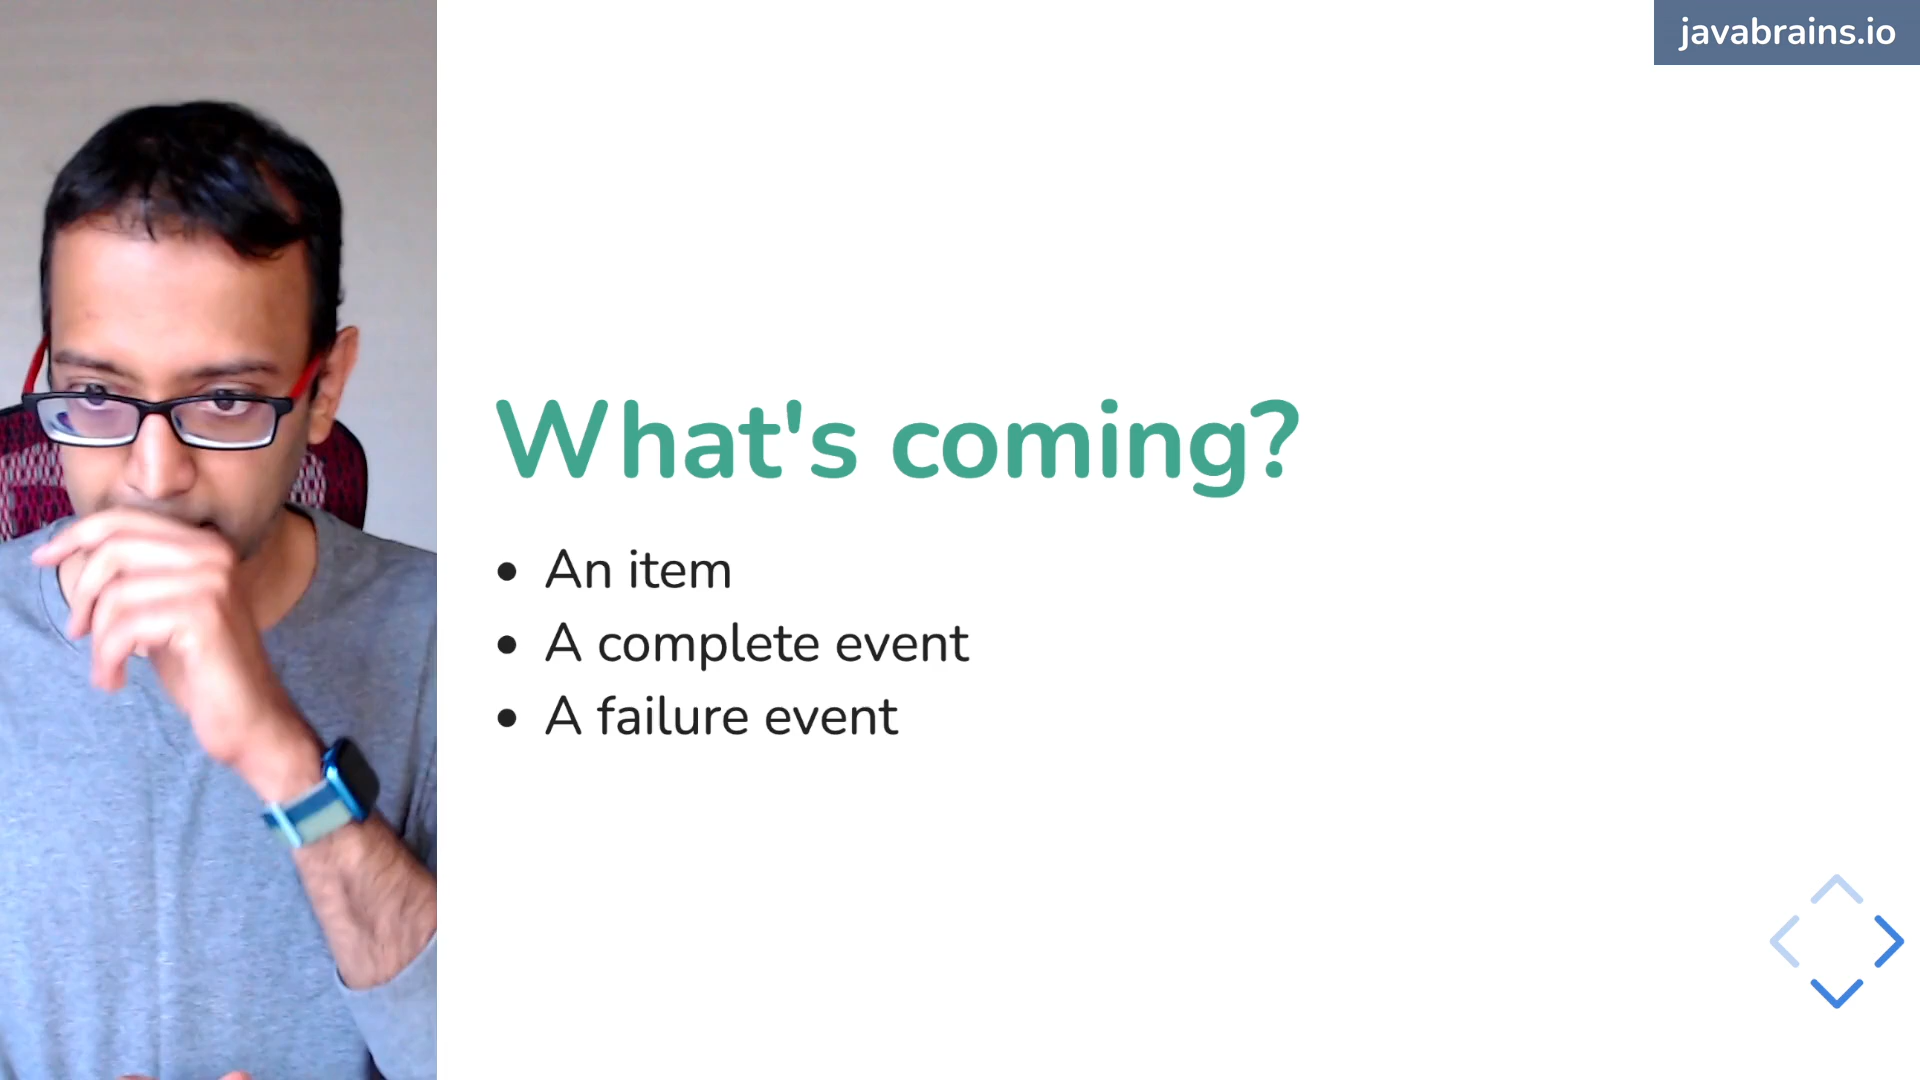 javabrains.io
What's coming?
An item
A complete event
A failure event